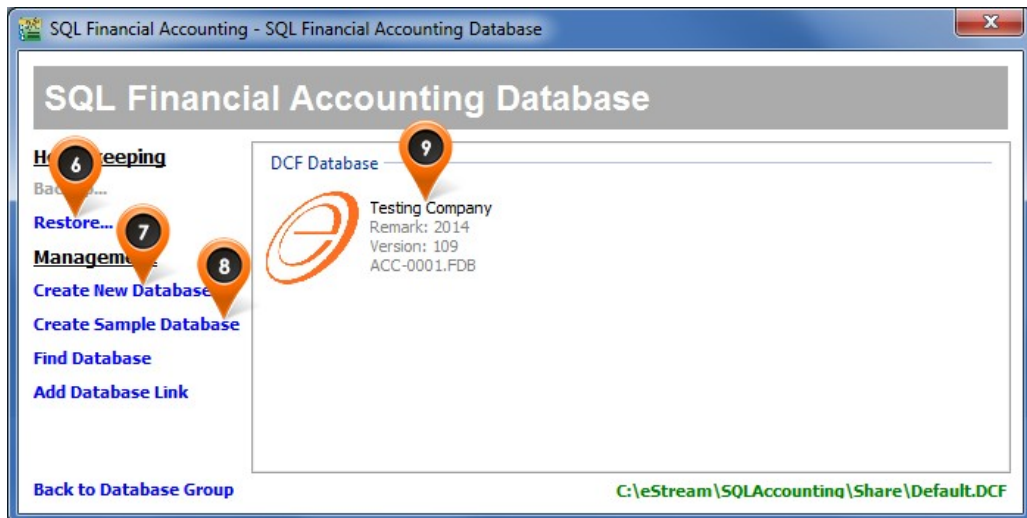 SQL Financial Accounting - SQL Financial Accounting Database
SQL Financial Accounting Database
6
Restore...
7
8
Create New Database
Create Sample Database
Find Database
Add Database Link
Back to Database Group
DCF Database
9
Testing Company
Remark: 2014
Version: 109
ACC-0001.FDB
C:\eStream\SQLAccounting\Share\Default.DCF